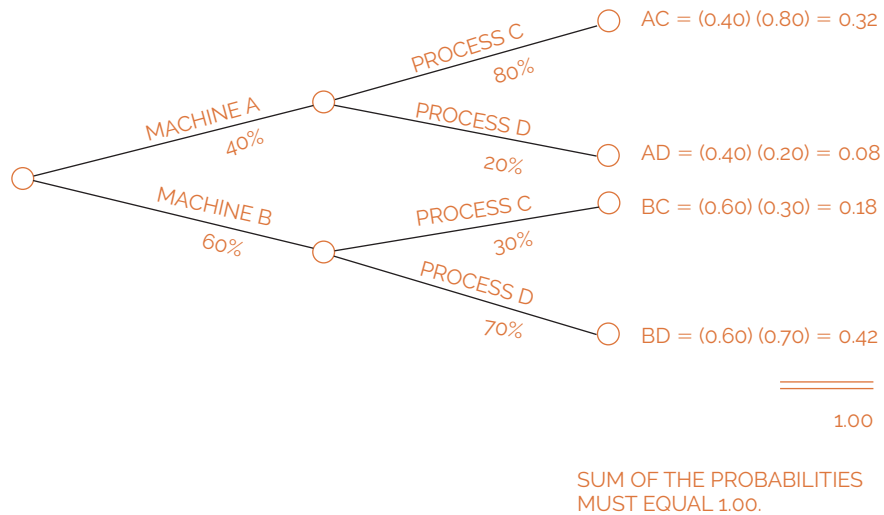 PROCESS C
80%
AC = (0.40) (0.80) = 0.32
MACHINE A
40%
PROCESS D
20%
AD = (0.40) (0.20) = 0.08
MACHINE B
60%
PROCESS C
30%
BC = (0.60) (0.30) = 0.18
PROCESS D
70%
BD = (0.60) (0.70) = 0.42
1.00
SUM OF THE PROBABILITIES
MUST EQUAL 1.00.